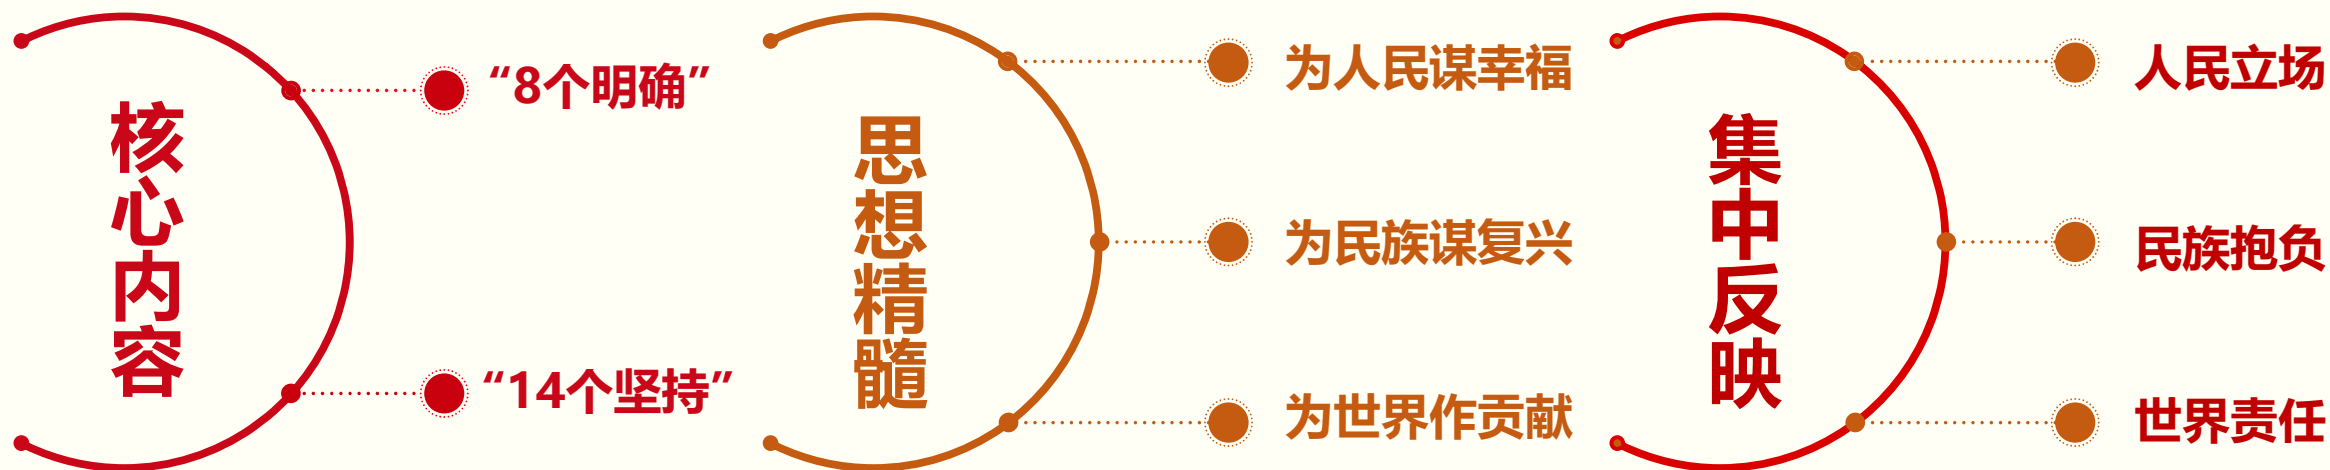 核心内容
“8个明确”
“14个坚持”
思想精髓
为人民谋幸福
为民族谋复兴
为世界作贡献
集中反映
人民立场
民族抱负
世界责任